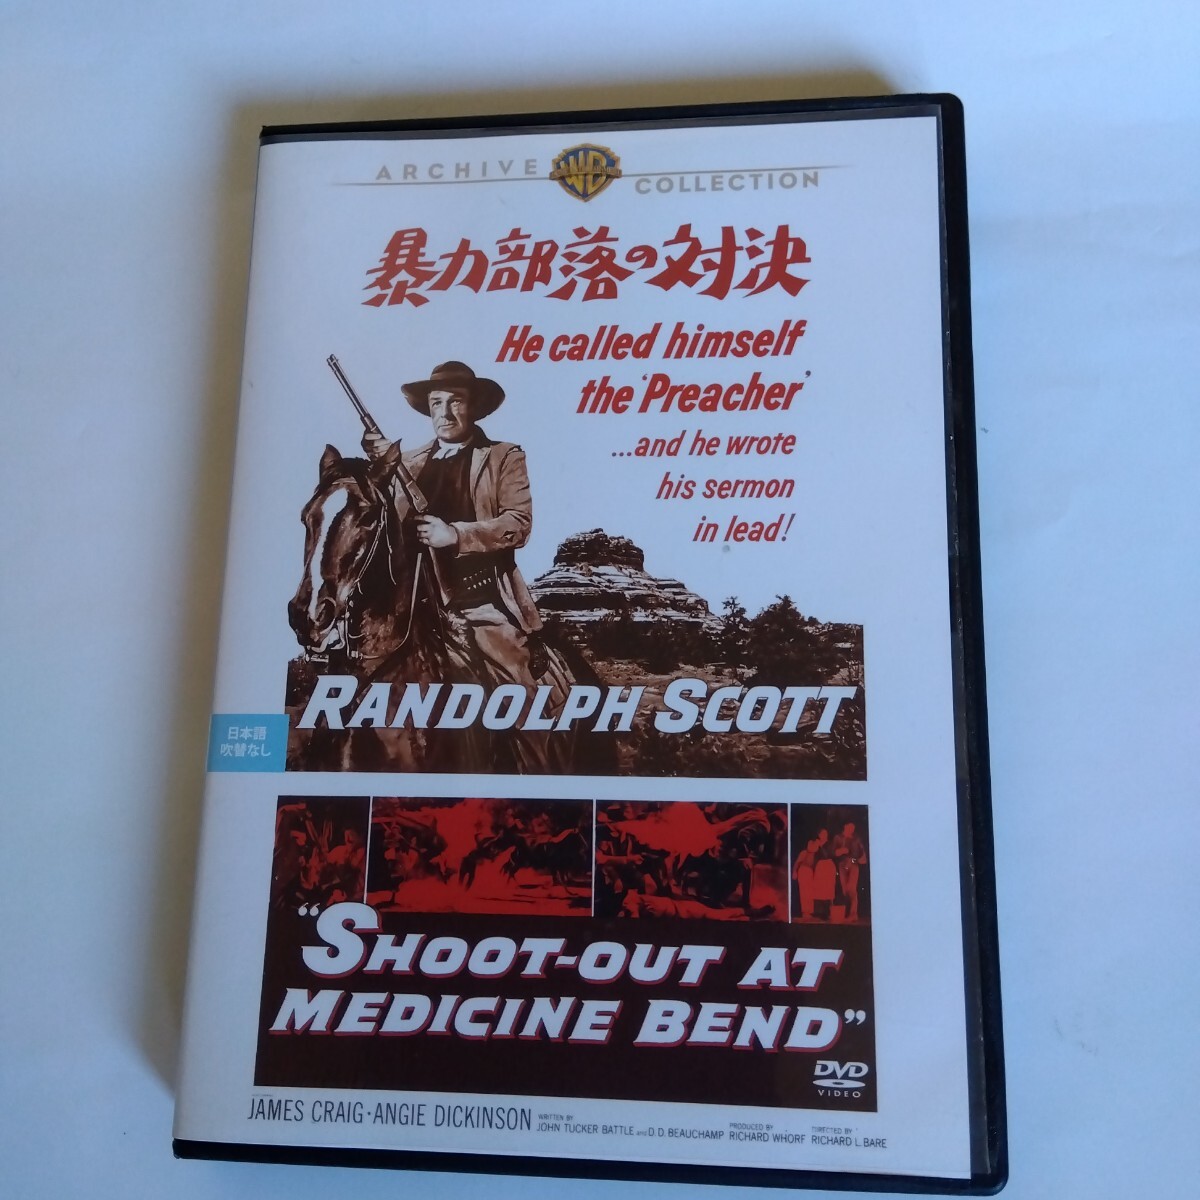 ARCHIVE WB COLLECTION
暴力部落の対決
He called himself
the 'Preacher'
...and he wrote
his sermon
in lead!
RANDOLPH SCOTT
日本語
吹替なし
"SHOOT-OUT AT
MEDICINE BEND"
DVD
VIDEO
JAMES CRAIG·ANGIE DICKINSON
WRITTEN BY
JOHN TUCKER BATTLE AND D.D. BEAUCHAMP
PRODUCED BY
RICHARD WHORF
DIRECTED BY
RICHARD L. BARE